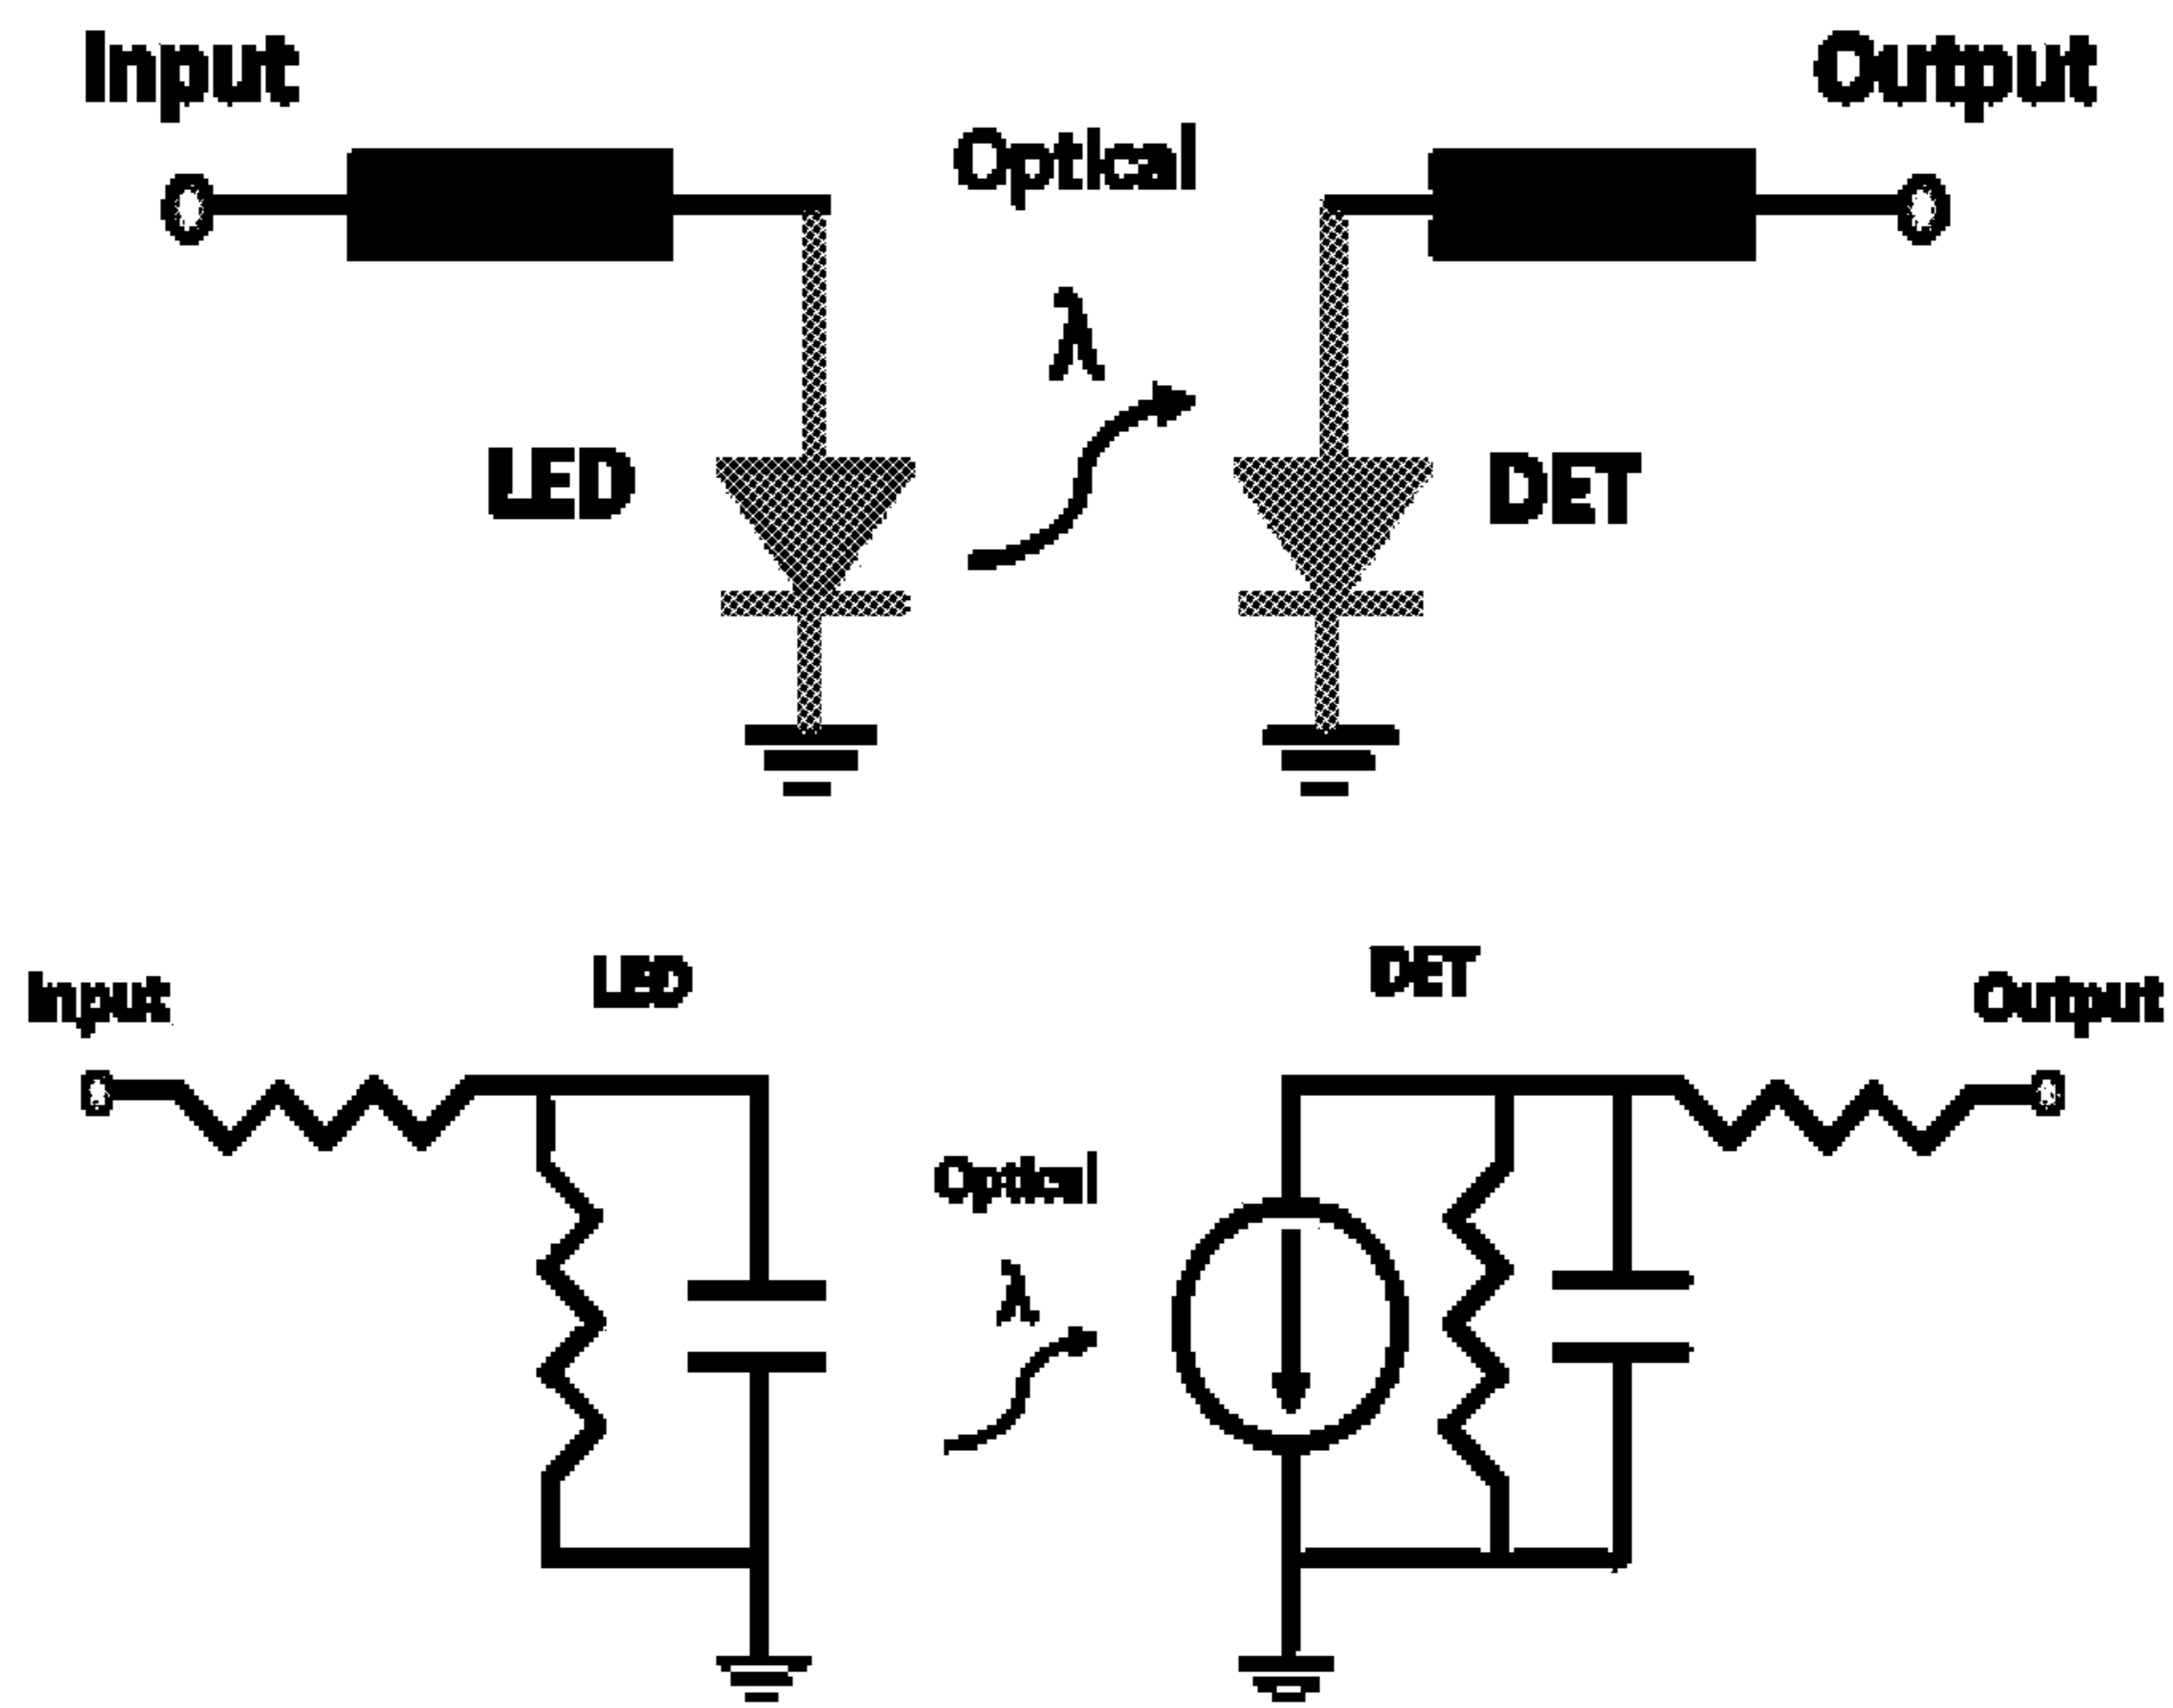 Input
Output
Optical
λ
LED
DET
LED
DET
Input
Output
Optical
λ